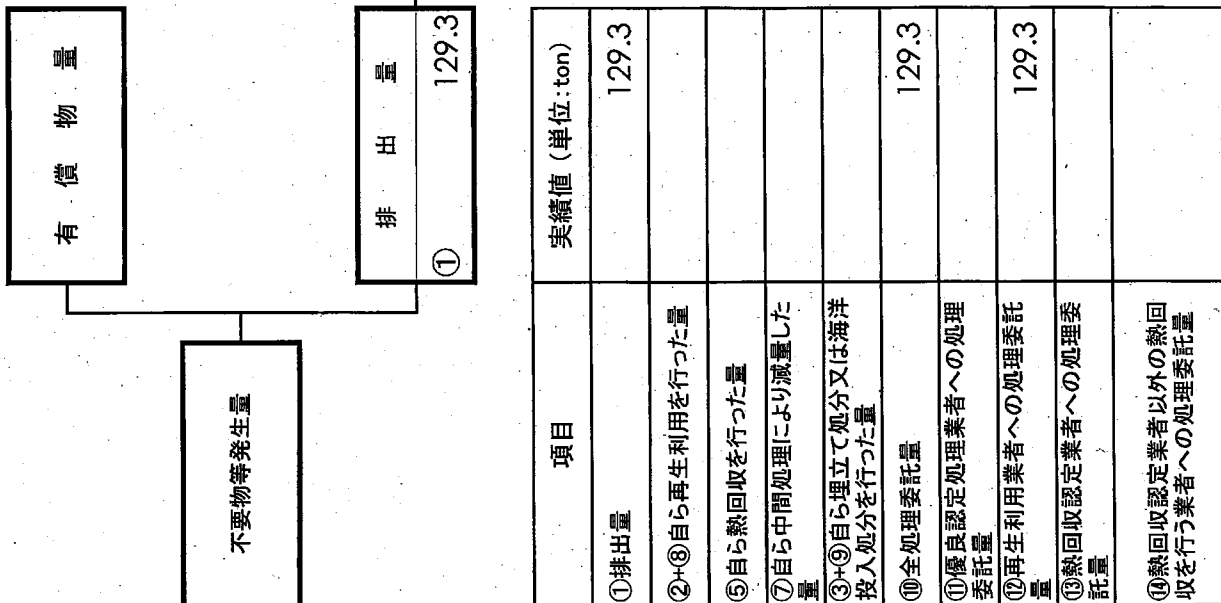 不要物等発生量
有償物量
排出量
① 129.3
項目 実績値(単位:ton)
①排出量 129.3
②+⑧自ら再生利用を行った量
⑤自ら熱回収を行った量
⑦自ら中間処理により減量した
量
③+⑨自ら埋立て処分又は海洋
投入処分を行った量
⑩全処理委託量 129.3
⑪優良認定処理業者への処理
委託量
⑫再生利用業者への処理委託
量 129.3
⑬熱回収認定業者への処理委
託量
⑭熱回収認定業者以外の熱回
収を行う業者への処理委託量